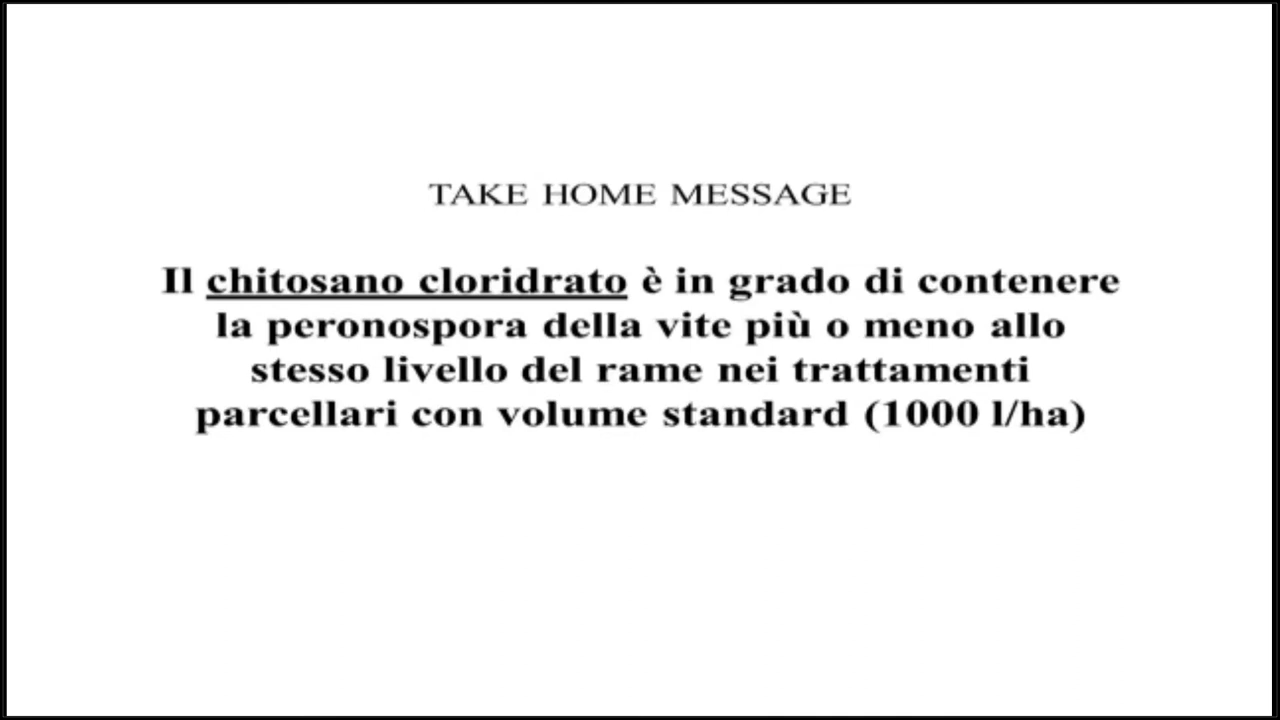 TAKE HOME MESSAGE
Il chitosano cloridrato è in grado di contenere
la peronospora della vite più o meno allo
stesso livello del rame nei trattamenti
parcellari con volume standard (1000 l/ha)